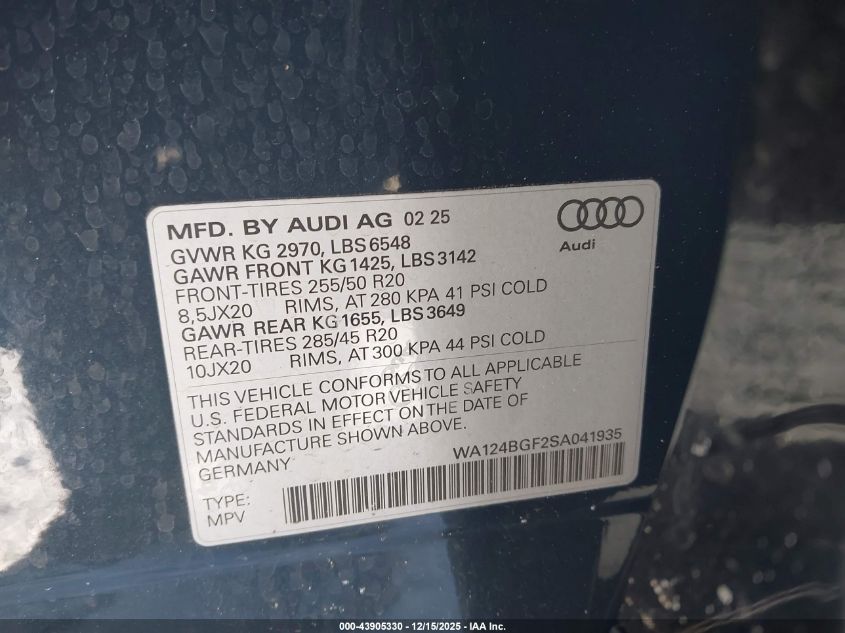 MFD. BY AUDI AG 02 25
Audi
GVWR KG 2970, LBS 6548
GAWR FRONT KG 1425, LBS 3142
FRONT-TIRES 255/50 R20
8,5JX20 RIMS, AT 280 KPA 41 PSI COLD
GAWR REAR KG 1655, LBS 3649
REAR-TIRES 285/45 R20
10JX20 RIMS, AT 300 KPA 44 PSI COLD
THIS VEHICLE CONFORMS TO ALL APPLICABLE
U.S. FEDERAL MOTOR VEHICLE SAFETY
STANDARDS IN EFFECT ON THE DATE OF
MANUFACTURE SHOWN ABOVE.
GERMANY
WA124BGF2SA041935
TYPE:
MPV
000-43905330 - 12/15/2025 - IAA Inc.